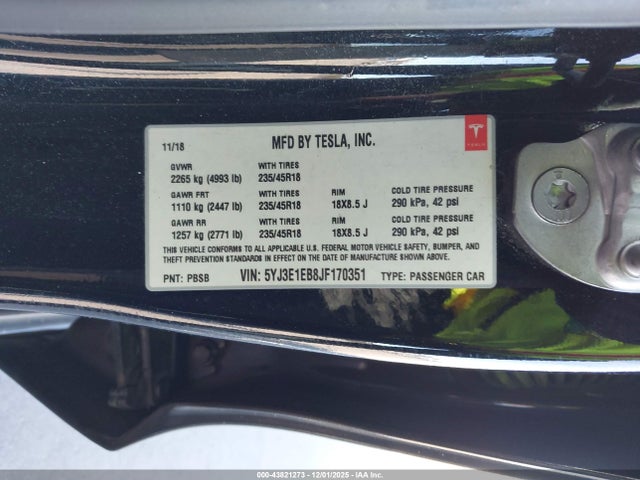 11/18 MFD BY TESLA, INC.
TESLA
GVWR WITH TIRES
2265 kg (4993 lb) 235/45R18
GAWR FRT WITH TIRES RIM COLD TIRE PRESSURE
1110 kg (2447 lb) 235/45R18 18X8.5 J 290 kPa, 42 psi
GAWR RR WITH TIRES RIM COLD TIRE PRESSURE
1257 kg (2771 lb) 235/45R18 18X8.5 J 290 kPa, 42 psi
THIS VEHICLE CONFORMS TO ALL APPLICABLE U.S. FEDERAL MOTOR VEHICLE SAFETY, BUMPER, AND
THEFT PREVENTION STANDARDS IN EFFECT ON THE DATE OF MANUFACTURE SHOWN ABOVE.
PNT: PBSB VIN: 5YJ3E1EB8JF170351 TYPE: PASSENGER CAR
000-43821273 - 12/01/2025 - IAAI.COM